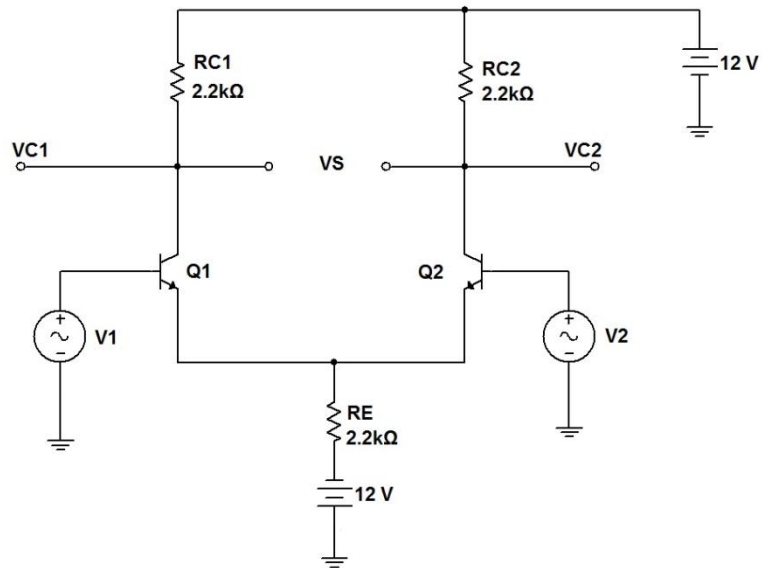 RC1
2.2kΩ
RC2
2.2kΩ
12 V
VC1
VS
VC2
Q1
Q2
V1
V2
RE
2.2kΩ
12 V